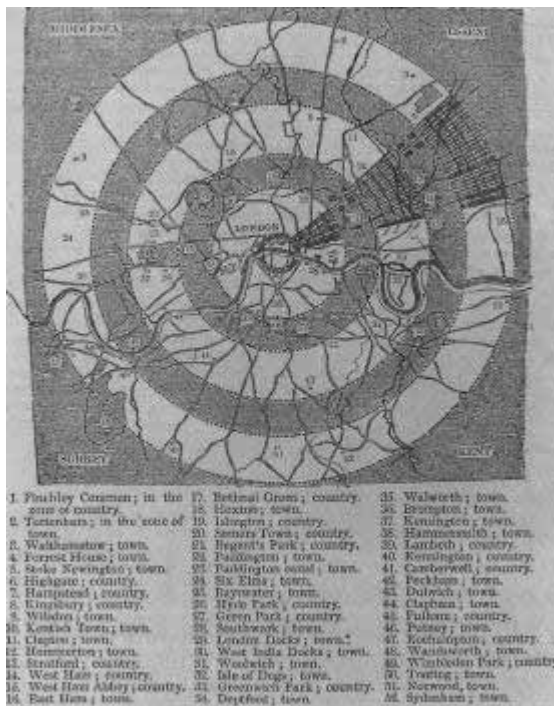 MIDDLESEX
ESSEX
LONDON
SURREY
KENT
1. Finchley Common; in the
zone of country.
2. Tottenham; in the zone of
town.
3. Walthamstow; town.
4. Forrest House; town.
5. Stoke Newington; town.
6. Highgate; country.
7. Hampstead; country.
8. Kingsbury; country.
9. Wilsdon; town.
10. Kentish Town; town.
11. town.
12. Hommerton; town.
13. Stratford; country.
14. West Ham; country.
15. West Ham Abbey; country.
16. East Ham; town.
17. Bethnal Green; country.
18. Hoxton; town.
19. Islington; country.
20. Somers Town; country.
21. Regent's Park; country.
22. Paddington; town.
23. Paddington canal; town.
24. Six Elms; town.
25. Bayswater; town.
26. Hyde Park; country.
27. Green Park; country.
28. Southwark; town.
29. London Docks; town.
30. West India Docks; town.
31. Woolwich; town.
32. Isle of Dogs; town.
33. Greenwich Park; country.
34. Deptford; town.
35. Walworth; town.
36. Brompton; town.
37. Kensington; town.
38. Hammersmith; town.
39. Lambeth; country.
40. Kennington; country.
41. Camberwell; country.
42. Peckham; town.
43. Dulwich; town.
44. Clapham; town.
45. Fulham; country.
46. Putney; town.
47. Roehampton; country.
48. Wandsworth; town.
49. Wimbledon Park; country.
50. Tooting; town.
51. Norwood, town.
52. Sydenham; town.